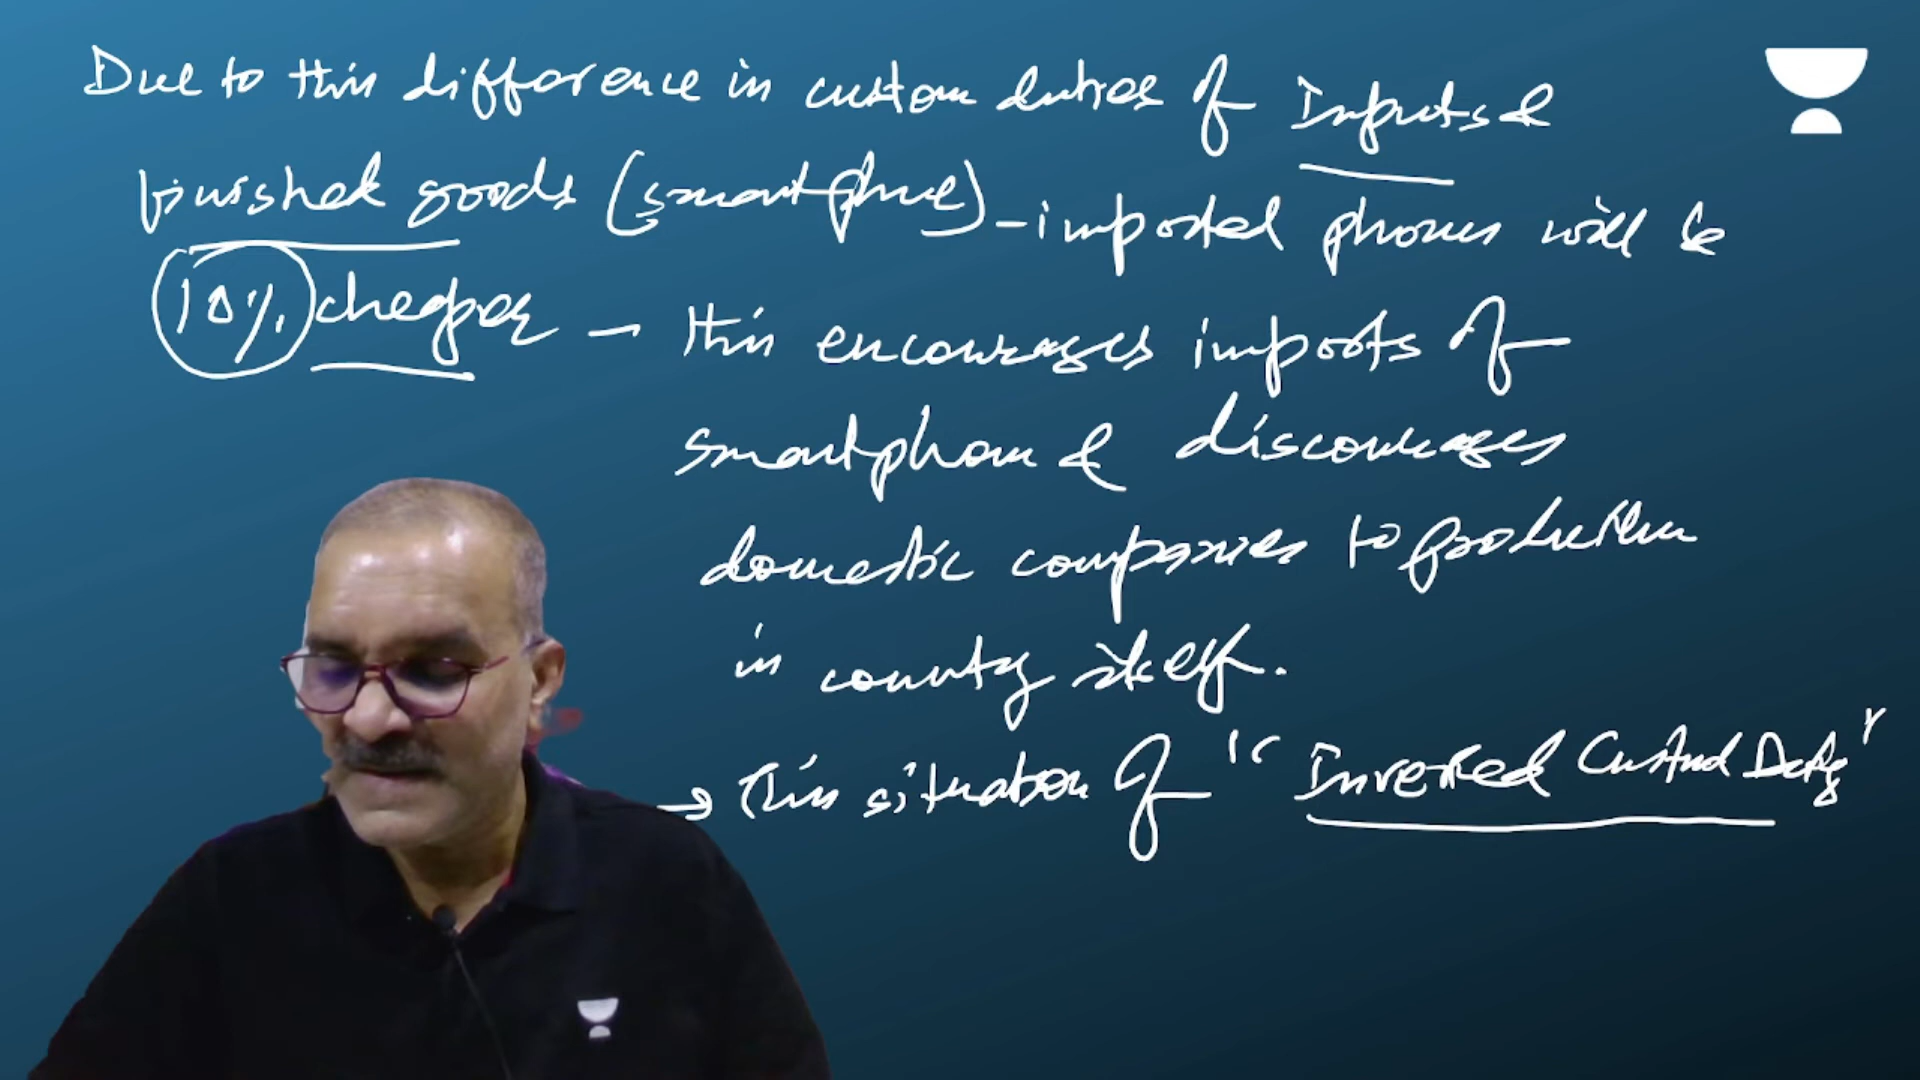 Due to this difference in custom duties of Inputs &
finished goods (smartphone) - imported phones will be
10% cheaper - this encourages imports of
smartphone & discourages
domestic companies to production
in country itself.
→ This situation of "Inverted Custud Duty"